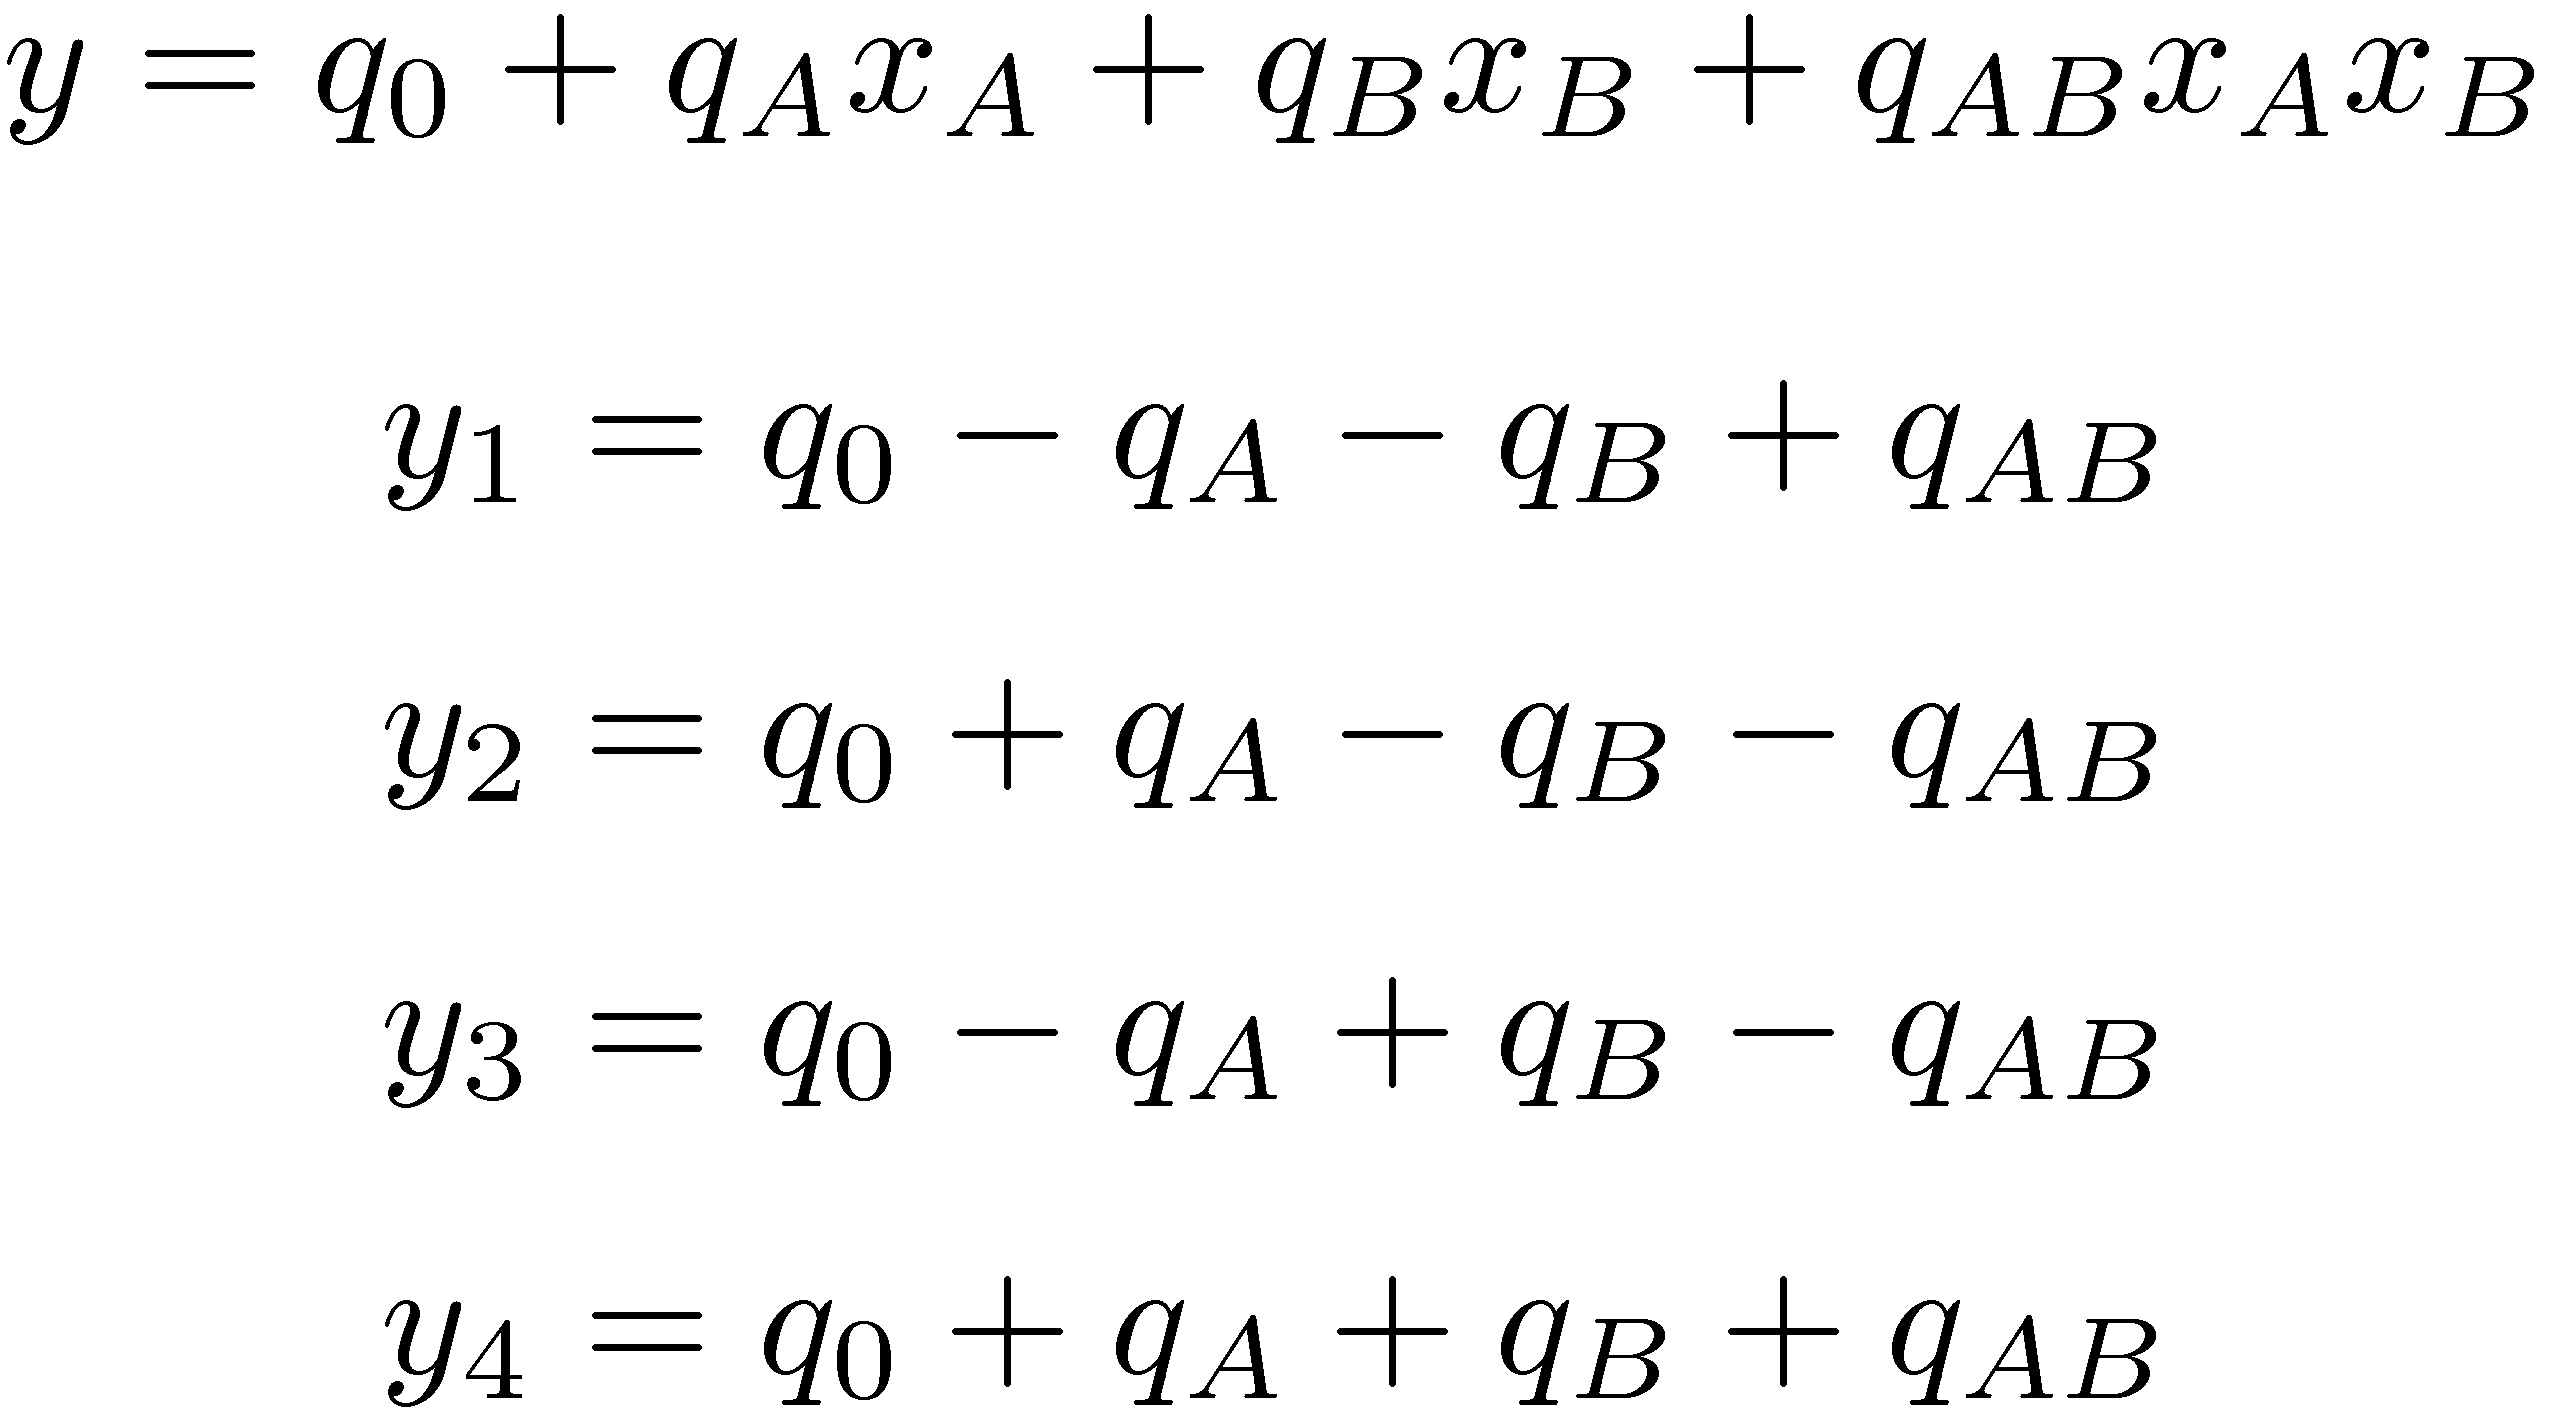 y = q_0 + q_A x_A + q_B x_B + q_{AB} x_A x_B
y_1 = q_0 - q_A - q_B + q_{AB}
y_2 = q_0 + q_A - q_B - q_{AB}
y_3 = q_0 - q_A + q_B - q_{AB}
y_4 = q_0 + q_A + q_B + q_{AB}